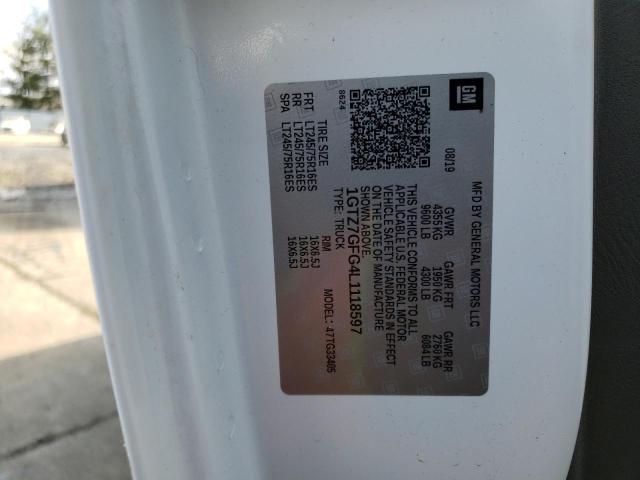 GM
MFD BY GENERAL MOTORS LLC
08/19
GVWR GAWR FRT GAWR RR
4355 KG 1950 KG 2760 KG
9600 LB 4300 LB 6084 LB
THIS VEHICLE CONFORMS TO ALL
APPLICABLE U.S. FEDERAL MOTOR
VEHICLE SAFETY STANDARDS IN EFFECT
ON THE DATE OF MANUFACTURE
SHOWN ABOVE.
1GTZ7GFG4L1118597
TYPE: TRUCK MODEL: 47TG33405
8624
TIRE SIZE RIM
FRT LT245/75R16ES 16X6.5J
RR LT245/75R16ES 16X6.5J
SPA LT245/75R16ES 16X6.5J